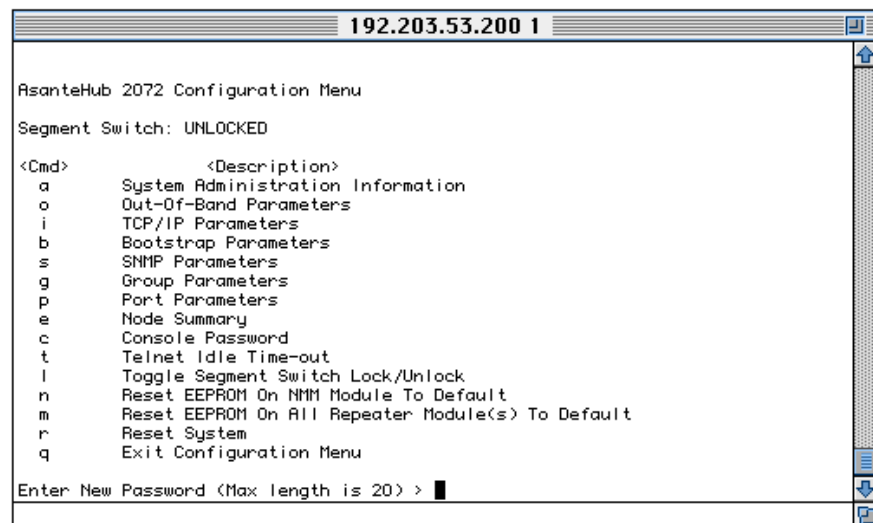 192.203.53.200 1
AsanteHub 2072 Configuration Menu
Segment Switch: UNLOCKED
<Cmd> <Description>
a System Administration Information
o Out-Of-Band Parameters
i TCP/IP Parameters
b Bootstrap Parameters
s SNMP Parameters
g Group Parameters
p Port Parameters
e Node Summary
c Console Password
t Telnet Idle Time-out
l Toggle Segment Switch Lock/Unlock
n Reset EEPROM On NMM Module To Default
m Reset EEPROM On All Repeater Module(s) To Default
r Reset System
q Exit Configuration Menu
Enter New Password (Max length is 20) >